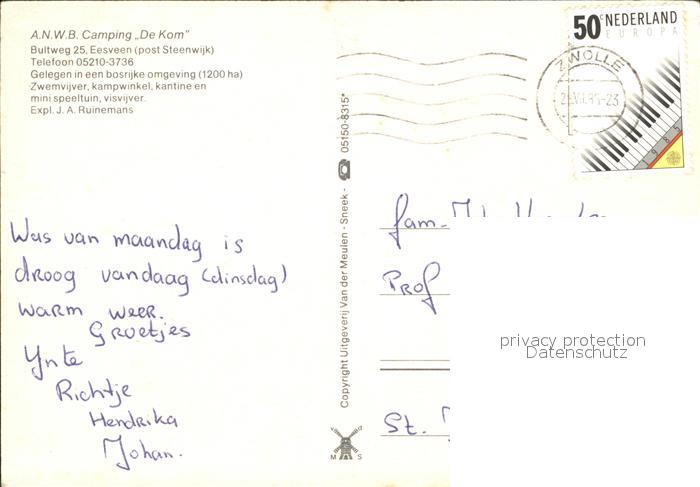 A.N.W.B. Camping „De Kom"
Bultweg 25, Eesveen (post Steenwijk)
Telefoon 05210-3736
Gelegen in een bosrijke omgeving (1200 ha)
Zwemvijver, kampwinkel, kantine en
mini speeltuin, visvijver.
Expl. J. A. Ruinemans
Was van maandag is
droog vandaag (dinsdag)
warm weer.
Groetjes
Ynte
Richtje
Hendrika
Johan.
Copyright Uitgeverij Van der Meulen - Sneek - 05150-8315*
M S
50c NEDERLAND
EUROPA
1985
ZWOLLE
fam.
Prof
St.
privacy protection
Datenschutz